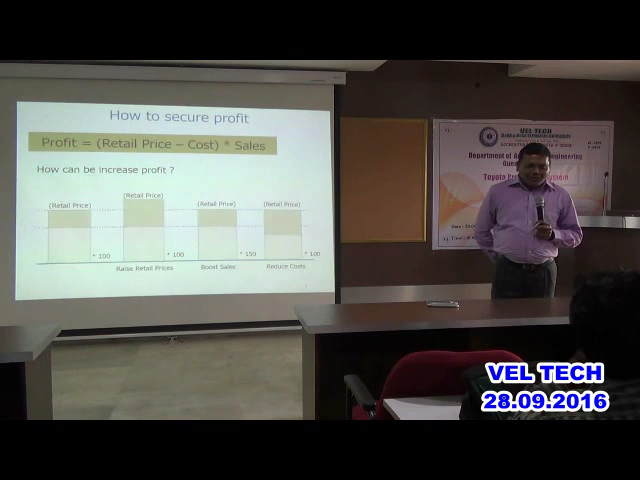 How to secure profit
Profit = (Retail Price – Cost) * Sales
How can be increase profit ?
(Retail Price)
(Retail Price)
(Retail Price)
(Retail Price)
* 100
* 100
* 150
* 100
Raise Retail Prices
Boost Sales
Reduce Costs
VEL TECH
Department of
Engineering
Toyota
VEL TECH
28.09.2016